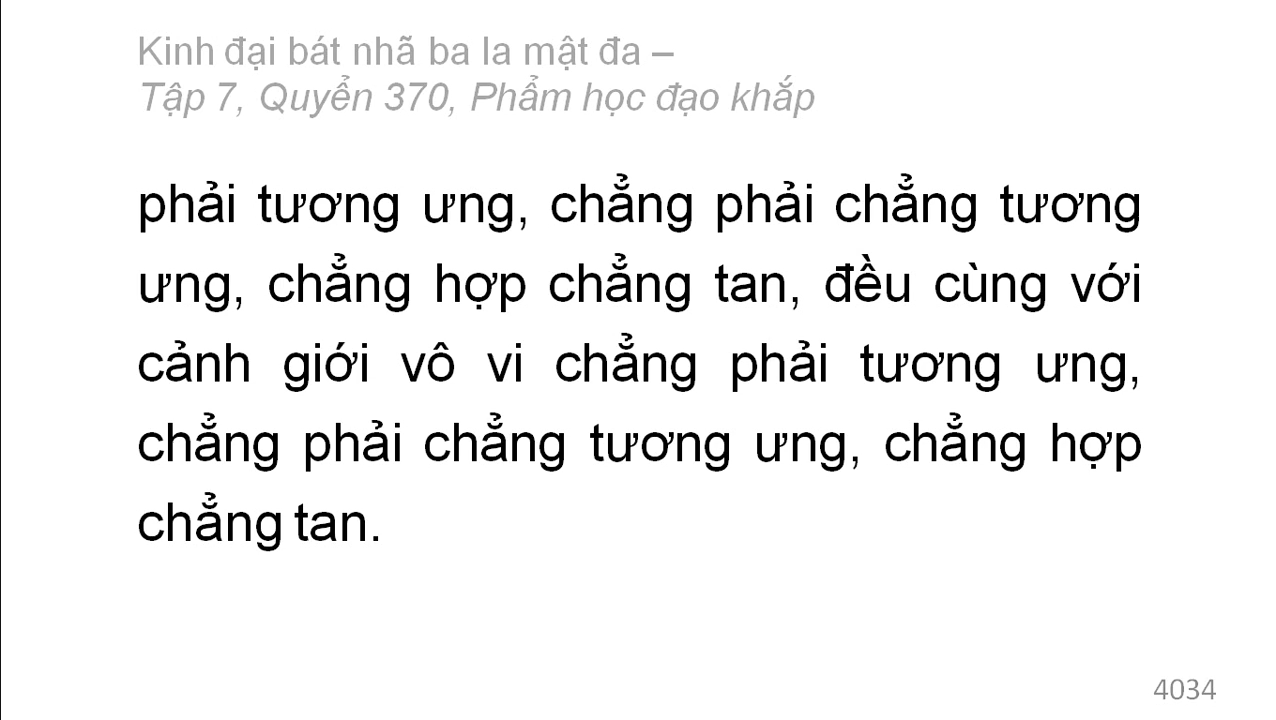 Kinh đại bát nhã ba la mật đa –
Tập 7, Quyển 370, Phẩm học đạo khắp
phải tương ưng, chẳng phải chẳng tương
ưng, chẳng hợp chẳng tan, đều cùng với
cảnh giới vô vi chẳng phải tương ưng,
chẳng phải chẳng tương ưng, chẳng hợp
chẳng tan.
4034